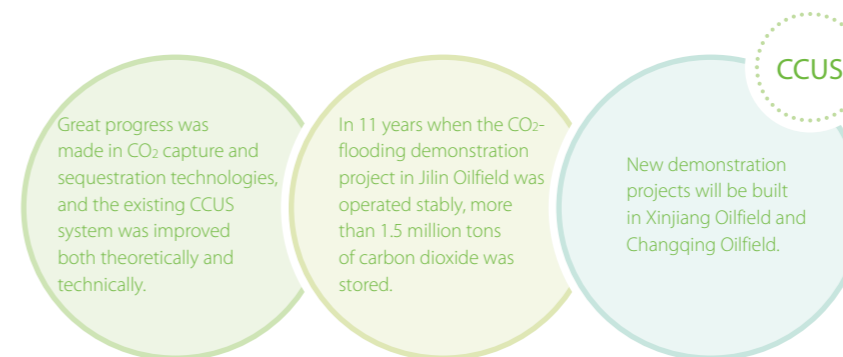 CCUS
Great progress was
made in CO₂ capture and
sequestration technologies,
and the existing CCUS
system was improved
both theoretically and
technically.
In 11 years when the CO₂-
flooding demonstration
project in Jilin Oilfield was
operated stably, more
than 1.5 million tons
of carbon dioxide was
stored.
New demonstration
projects will be built
in Xinjiang Oilfield and
Changqing Oilfield.